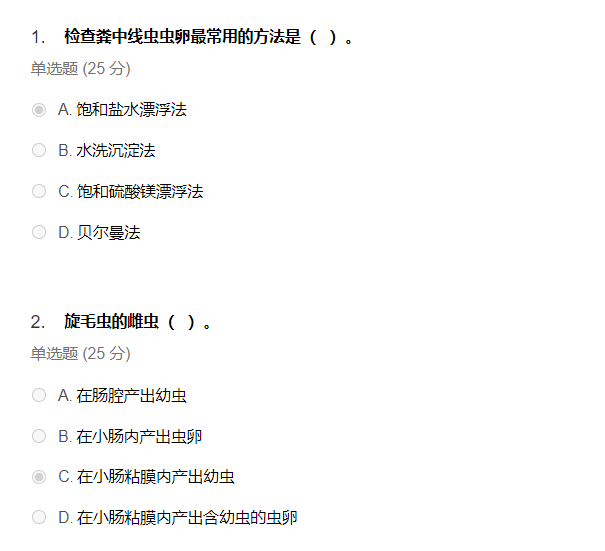 1. 检查粪中线虫虫卵最常用的方法是（ ）。
单选题 (25 分)
A. 饱和盐水漂浮法
B. 水洗沉淀法
C. 饱和硫酸镁漂浮法
D. 贝尔曼法
2. 旋毛虫的雌虫（ ）。
单选题 (25 分)
A. 在肠腔产出幼虫
B. 在小肠内产出虫卵
C. 在小肠粘膜内产出幼虫
D. 在小肠粘膜内产出含幼虫的虫卵